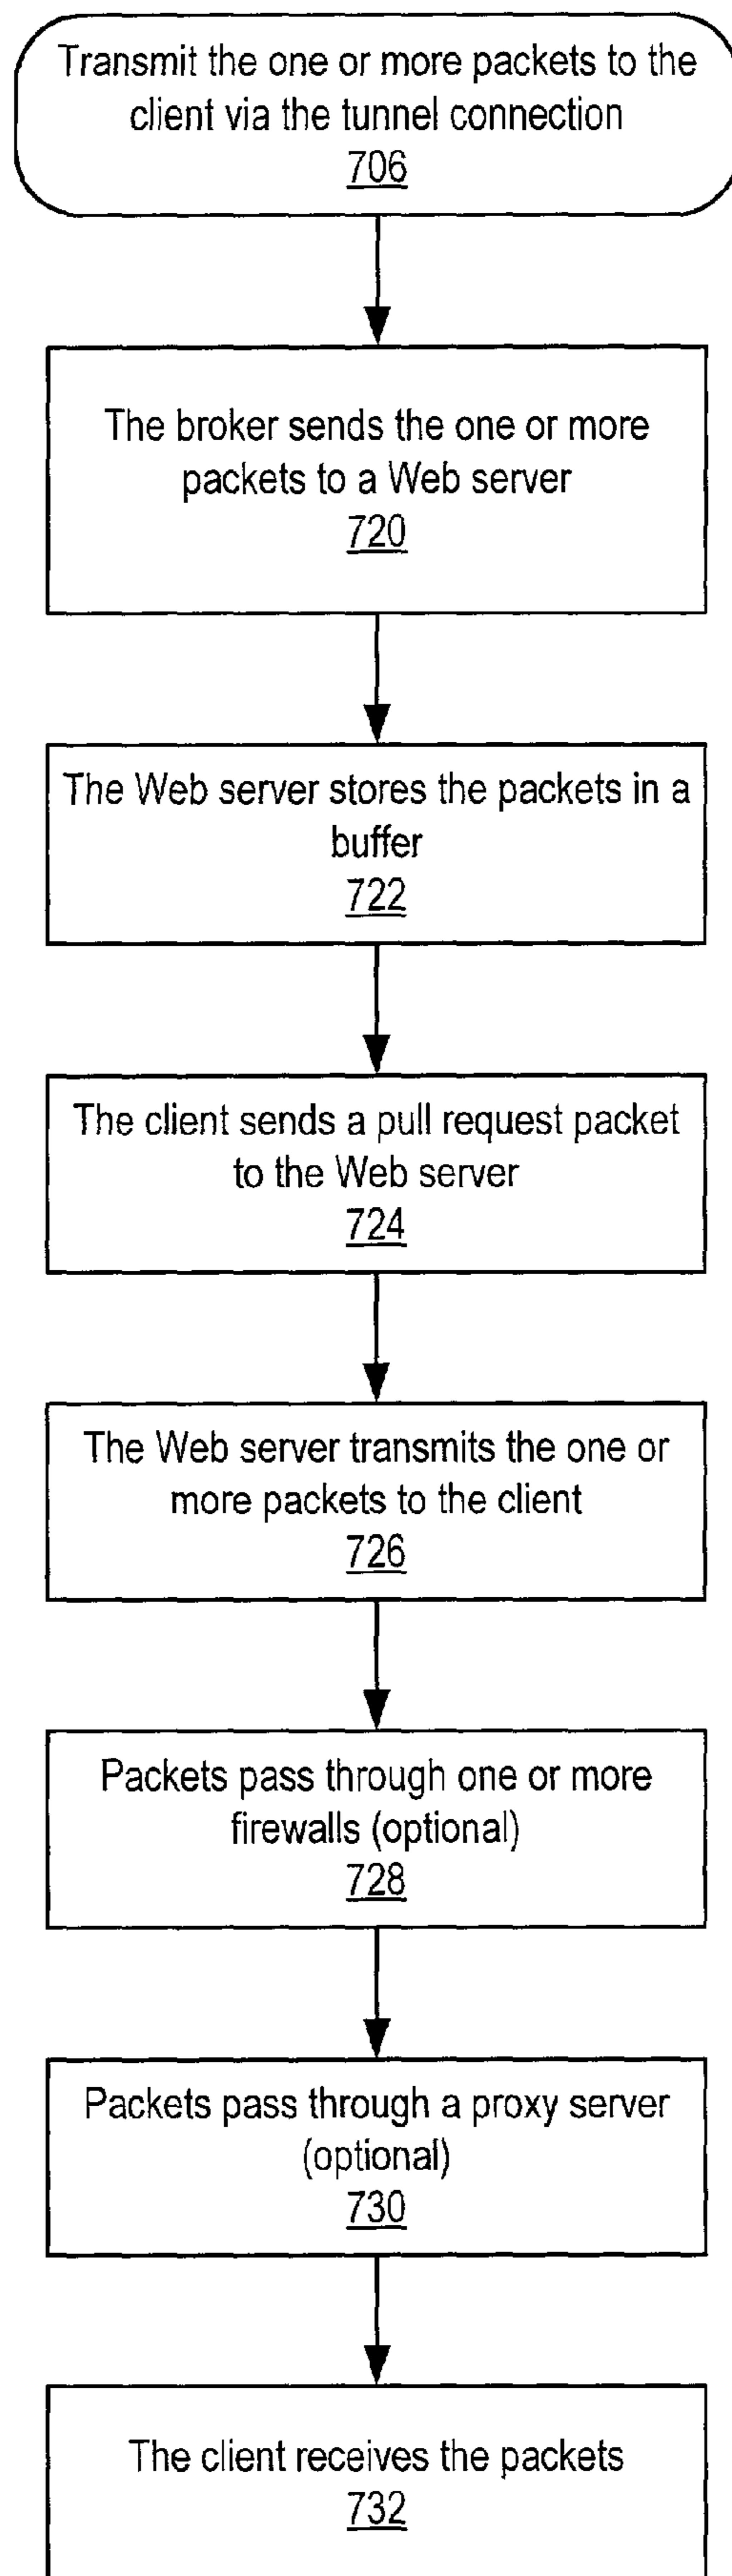 Transmit the one or more packets to the
client via the tunnel connection
706
The broker sends the one or more
packets to a Web server
720
The Web server stores the packets in a
buffer
722
The client sends a pull request packet
to the Web server
724
The Web server transmits the one or
more packets to the client
726
Packets pass through one or more
firewalls (optional)
728
Packets pass through a proxy server
(optional)
730
The client receives the packets
732